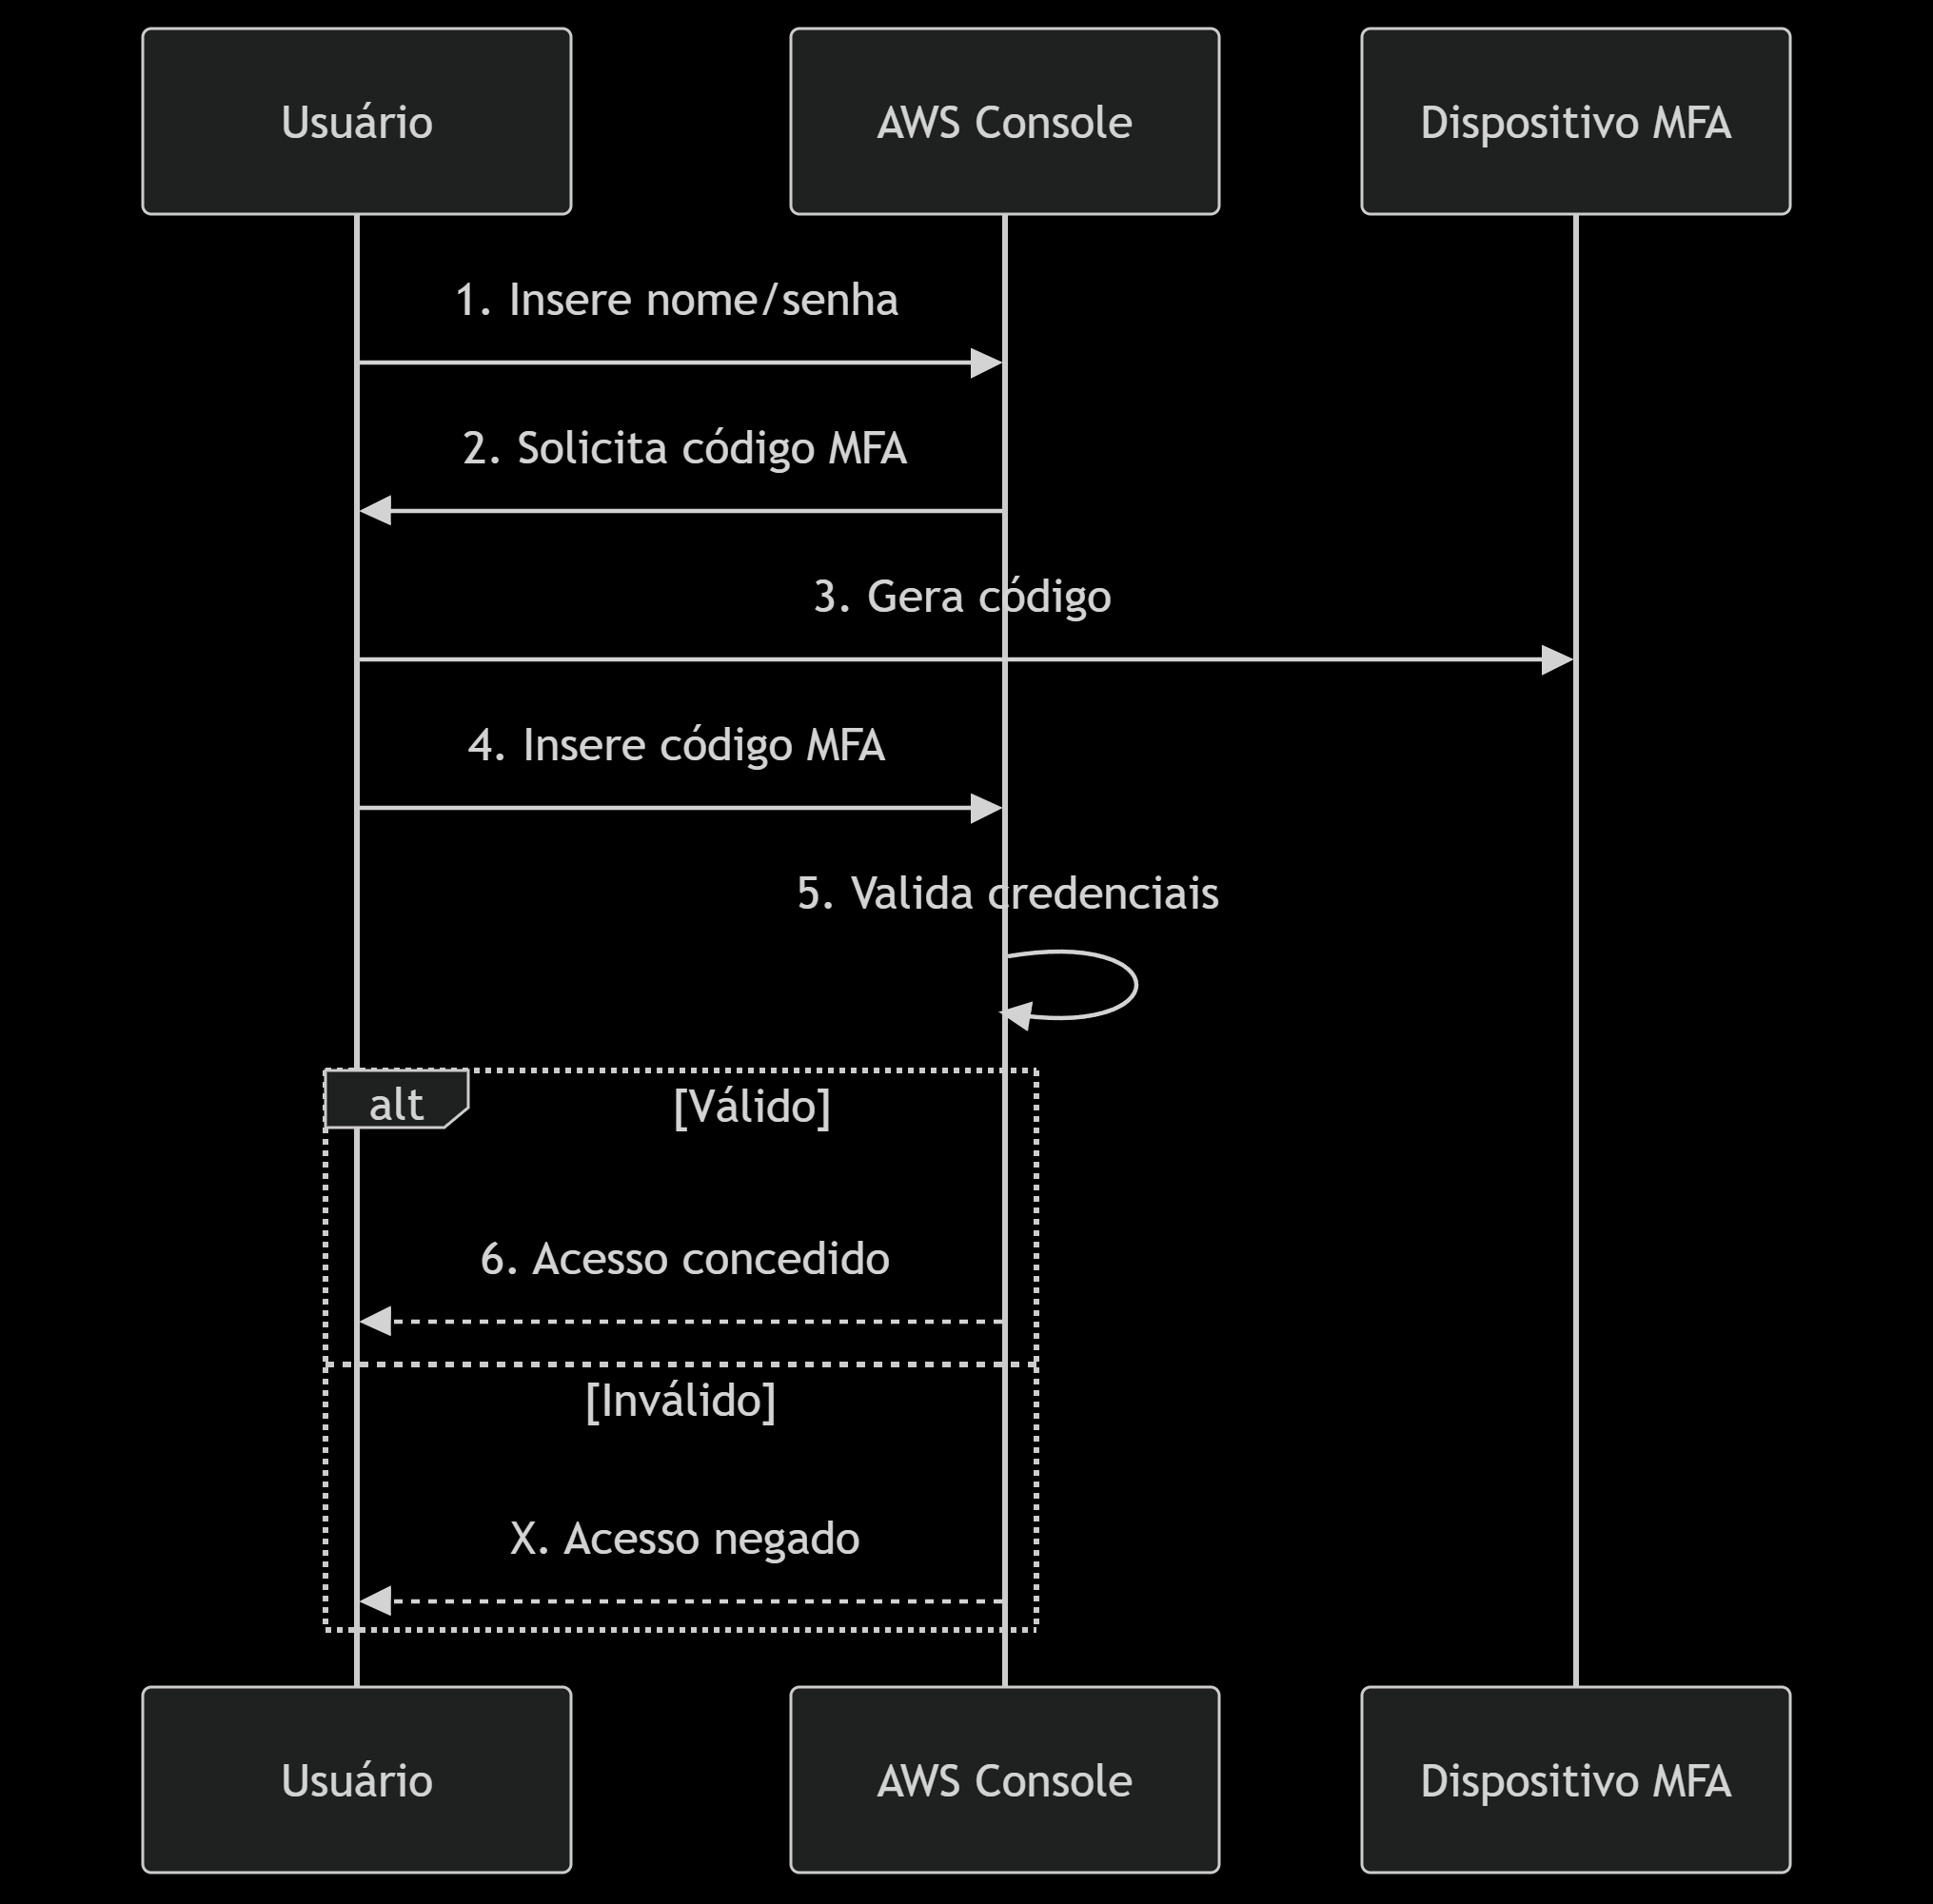 Usuário
AWS Console
Dispositivo MFA
1. Insere nome/senha
2. Solicita código MFA
3. Gera código
4. Insere código MFA
5. Valida credenciais
alt
[Válido]
6. Acesso concedido
[Inválido]
X. Acesso negado
Usuário
AWS Console
Dispositivo MFA